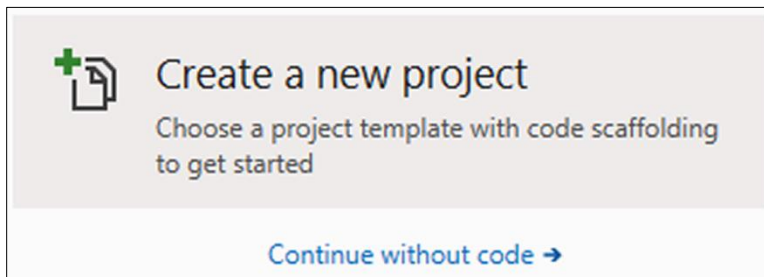 Create a new project
Choose a project template with code scaffolding
to get started
Continue without code →